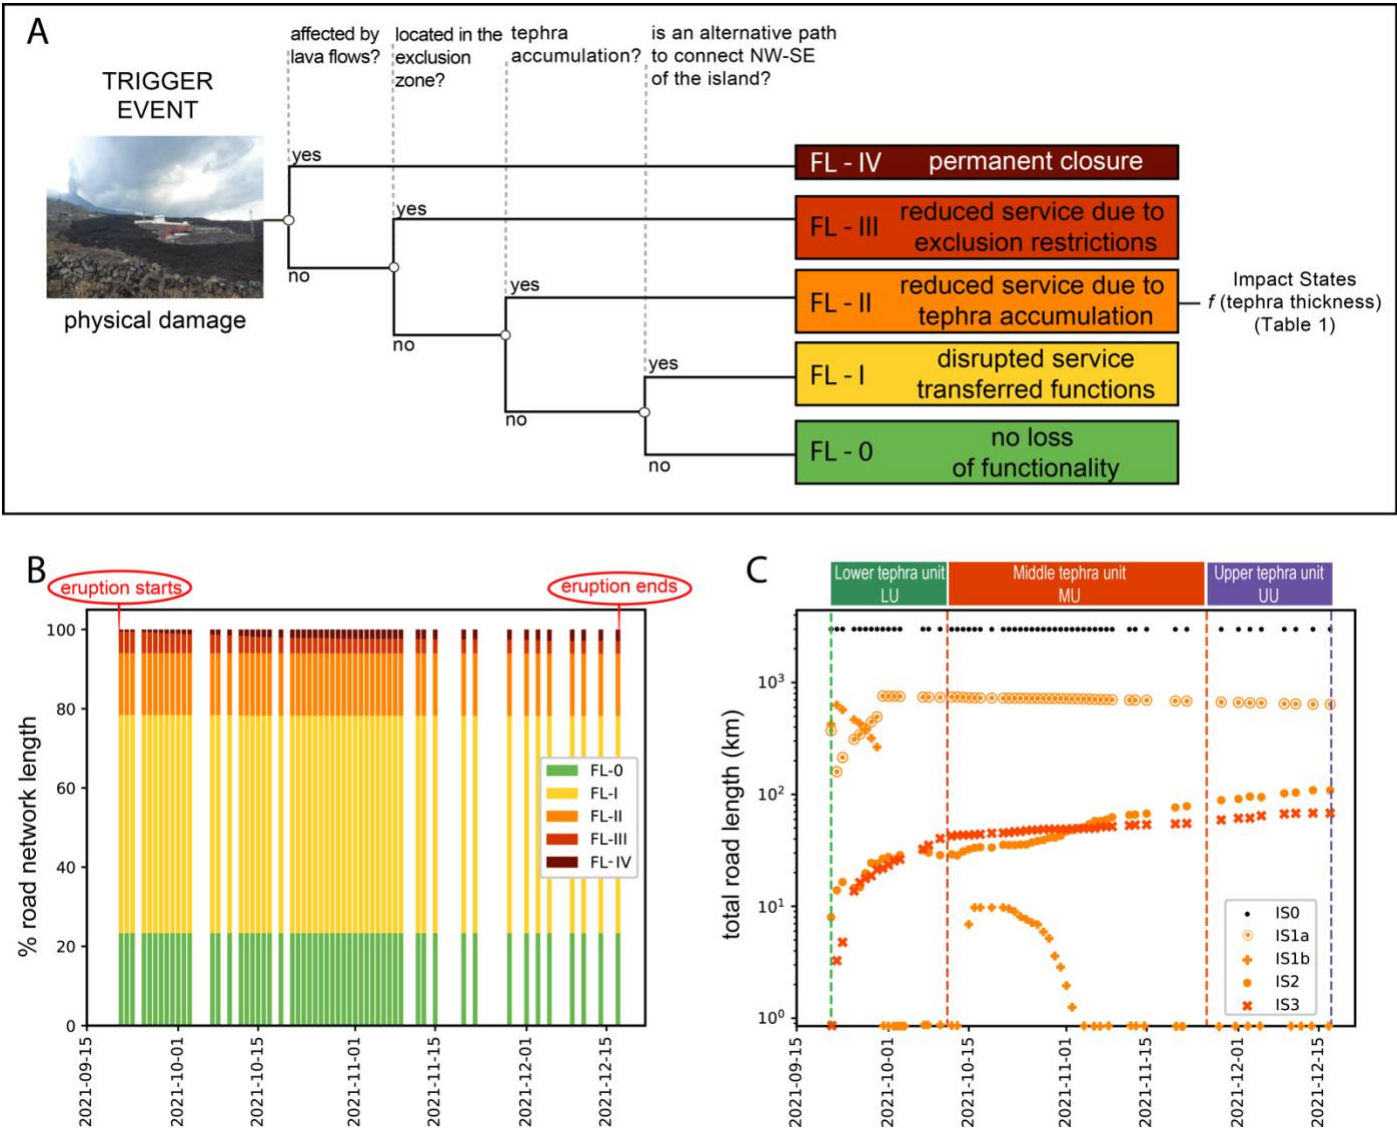 A
TRIGGER
EVENT
physical damage
affected by
lava flows?
located in the
exclusion
zone?
tephra
accumulation?
is an alternative path
to connect NW-SE
of the island?
yes
no
yes
no
yes
no
yes
no
FL - IV permanent closure
FL - III reduced service due to
exclusion restrictions
FL - II reduced service due to
tephra accumulation
FL - I disrupted service
transferred functions
FL - 0 no loss
of functionality
Impact States
f (tephra thickness)
(Table 1)
B
eruption starts
eruption ends
% road network length
100
80
60
40
20
0
FL-0
FL-I
FL-II
FL-III
FL-IV
2021-09-15
2021-10-01
2021-10-15
2021-11-01
2021-11-15
2021-12-01
2021-12-15
C
Lower tephra unit
LU
Middle tephra unit
MU
Upper tephra unit
UU
total road length (km)
10³
10²
10¹
10⁰
IS0
IS1a
IS1b
IS2
IS3
2021-09-15
2021-10-01
2021-10-15
2021-11-01
2021-11-15
2021-12-01
2021-12-15